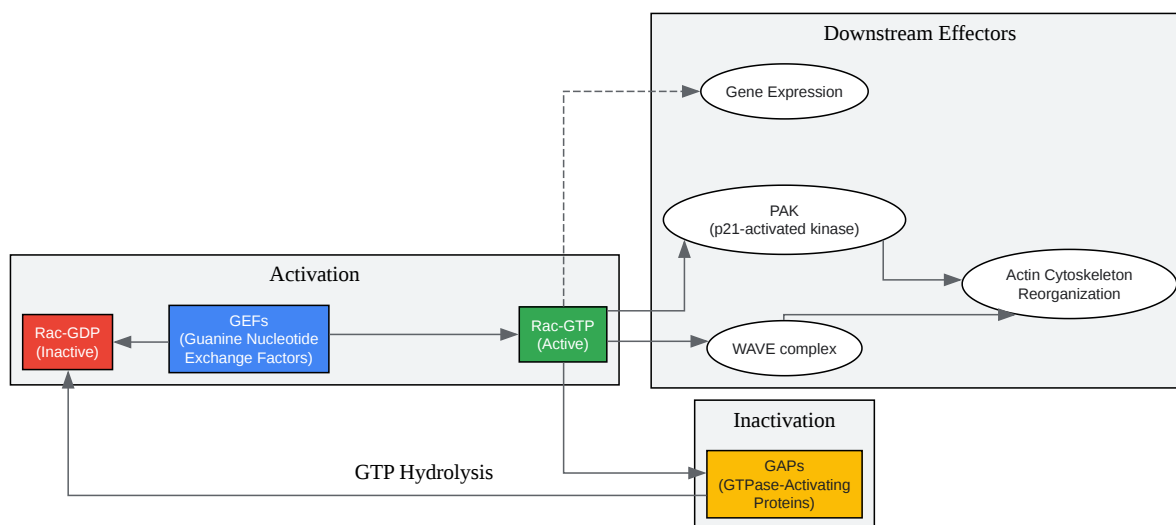 Downstream Effectors
Gene Expression
PAK
(p21-activated kinase)
Actin Cytoskeleton
Reorganization
WAVE complex
Activation
Rac-GDP
(Inactive)
GEFs
(Guanine Nucleotide
Exchange Factors)
Rac-GTP
(Active)
Inactivation
GAPs
(GTPase-Activating
Proteins)
GTP Hydrolysis